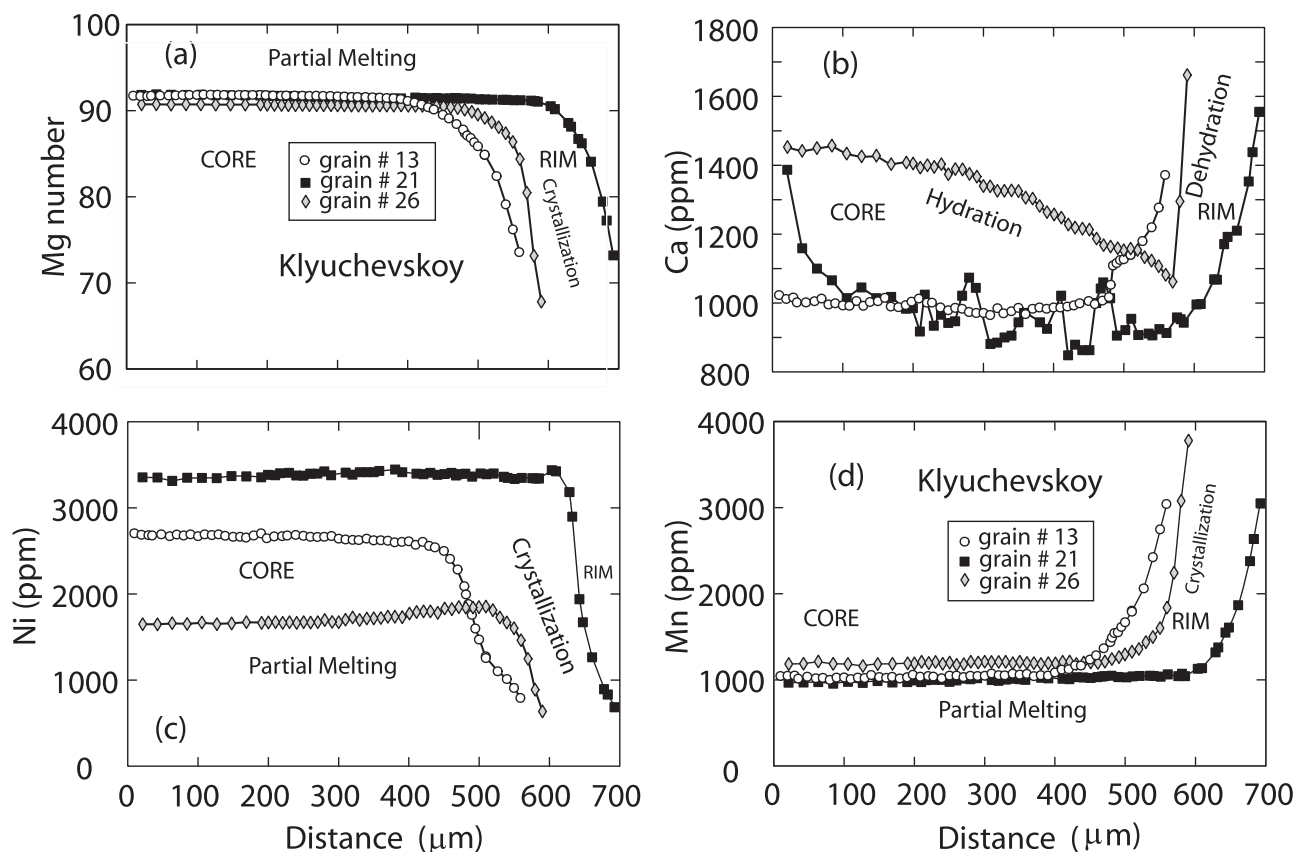 100
90
80
70
60
Mg number
(a)
Partial Melting
CORE
RIM
Crystallization
grain # 13
grain # 21
grain # 26
Klyuchevskoy
1800
1600
1400
1200
1000
800
Ca (ppm)
(b)
CORE
Hydration
Dehydration
RIM
4000
3000
2000
1000
0
Ni (ppm)
CORE
Crystallization
RIM
Partial Melting
(c)
0 100 200 300 400 500 600 700
Distance (μm)
4000
3000
2000
1000
0
Mn (ppm)
(d)
Klyuchevskoy
grain # 13
grain # 21
grain # 26
Crystallization
CORE
RIM
Partial Melting
0 100 200 300 400 500 600 700
Distance (μm)